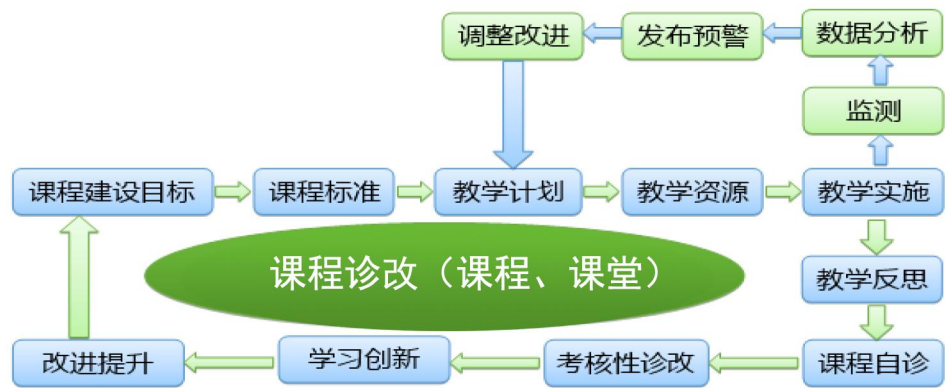 调整改进
发布预警
数据分析
监测
课程建设目标
课程标准
教学计划
教学资源
教学实施
课程诊改（课程、课堂）
教学反思
改进提升
学习创新
考核性诊改
课程自诊